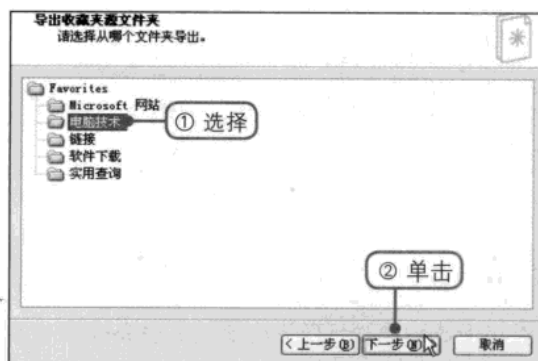 导出收藏夹源文件夹
请选择从哪个文件夹导出。
Favorites
Microsoft 网站
电脑技术
① 选择
链接
软件下载
实用查询
② 单击
< 上一步(B)
下一步(N) >
取消